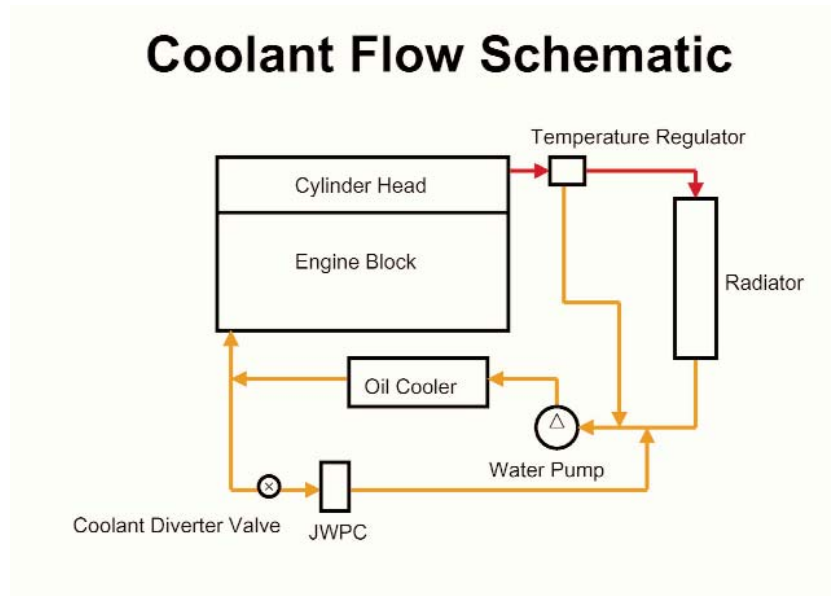 Coolant Flow Schematic
Temperature Regulator
Cylinder Head
Engine Block
Radiator
Oil Cooler
Water Pump
Coolant Diverter Valve
JWPC